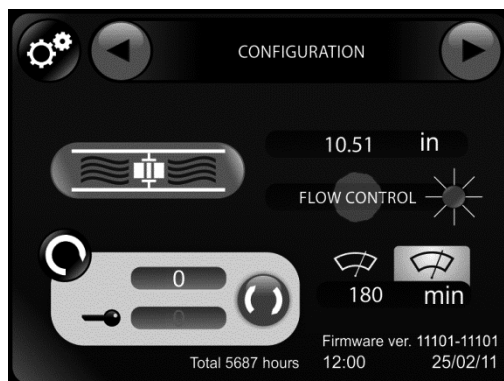 CONFIGURATION
10.51 in
FLOW CONTROL
0
0
180 min
Firmware ver. 11101-11101
Total 5687 hours 12:00 25/02/11